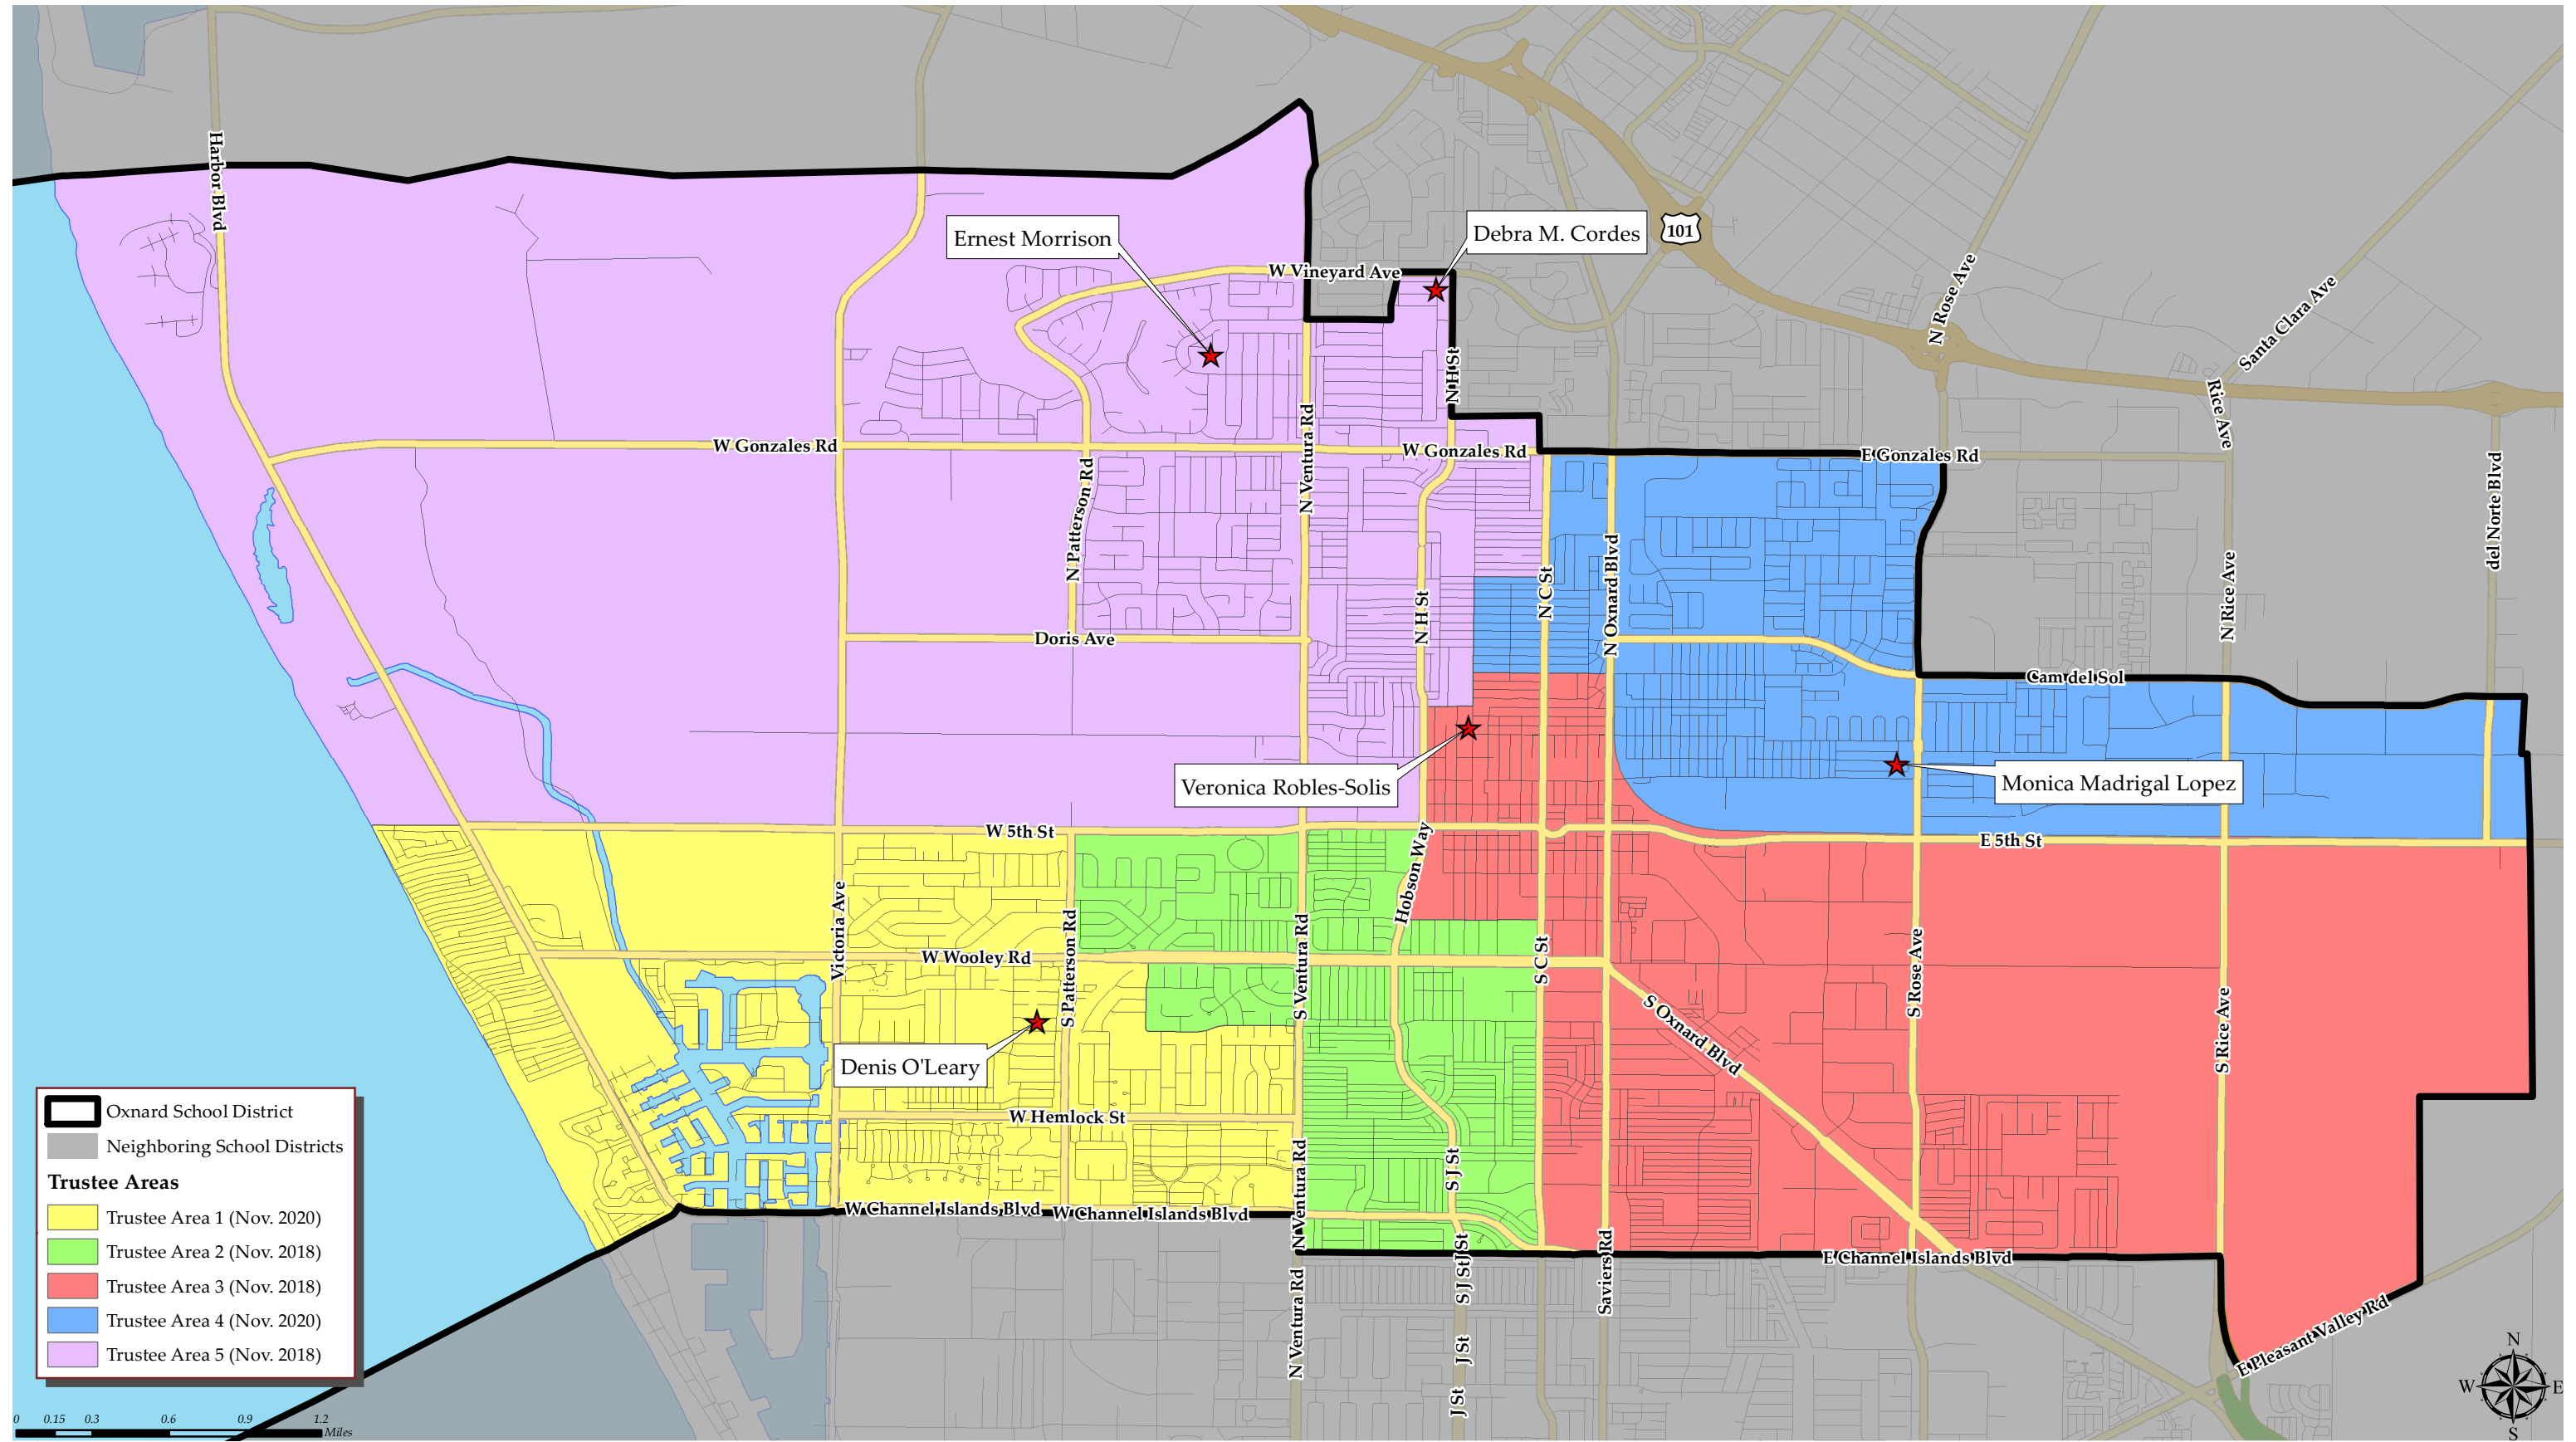 Harbor Blvd
Ernest Morrison
Debra M. Cordes
101
W Vineyard Ave
N Rose Ave
Santa Clara Ave
N H St
Rice Ave
N Ventura Rd
W Gonzales Rd
W Gonzales Rd
E Gonzales Rd
N Patterson Rd
del Norte Blvd
N H St
N C St
N Oxnard Blvd
N Rice Ave
Doris Ave
Cam del Sol
Veronica Robles-Solis
Monica Madrigal Lopez
W 5th St
E 5th St
Hobson Way
Victoria Ave
S Patterson Rd
S Ventura Rd
W Wooley Rd
S C St
S Rose Ave
S Oxnard Blvd
S Rice Ave
Denis O'Leary
W Hemlock St
N Ventura Rd
S J St
W Channel Islands Blvd
W Channel Islands Blvd
S J St
S J St
E Channel Islands Blvd
Saviers Rd
N Ventura Rd
J St
J St
E Pleasant Valley Rd
Oxnard School District
Neighboring School Districts
Trustee Areas
Trustee Area 1 (Nov. 2020)
Trustee Area 2 (Nov. 2018)
Trustee Area 3 (Nov. 2018)
Trustee Area 4 (Nov. 2020)
Trustee Area 5 (Nov. 2018)
0 0.15 0.3 0.6 0.9 1.2
Miles
N
W E
S